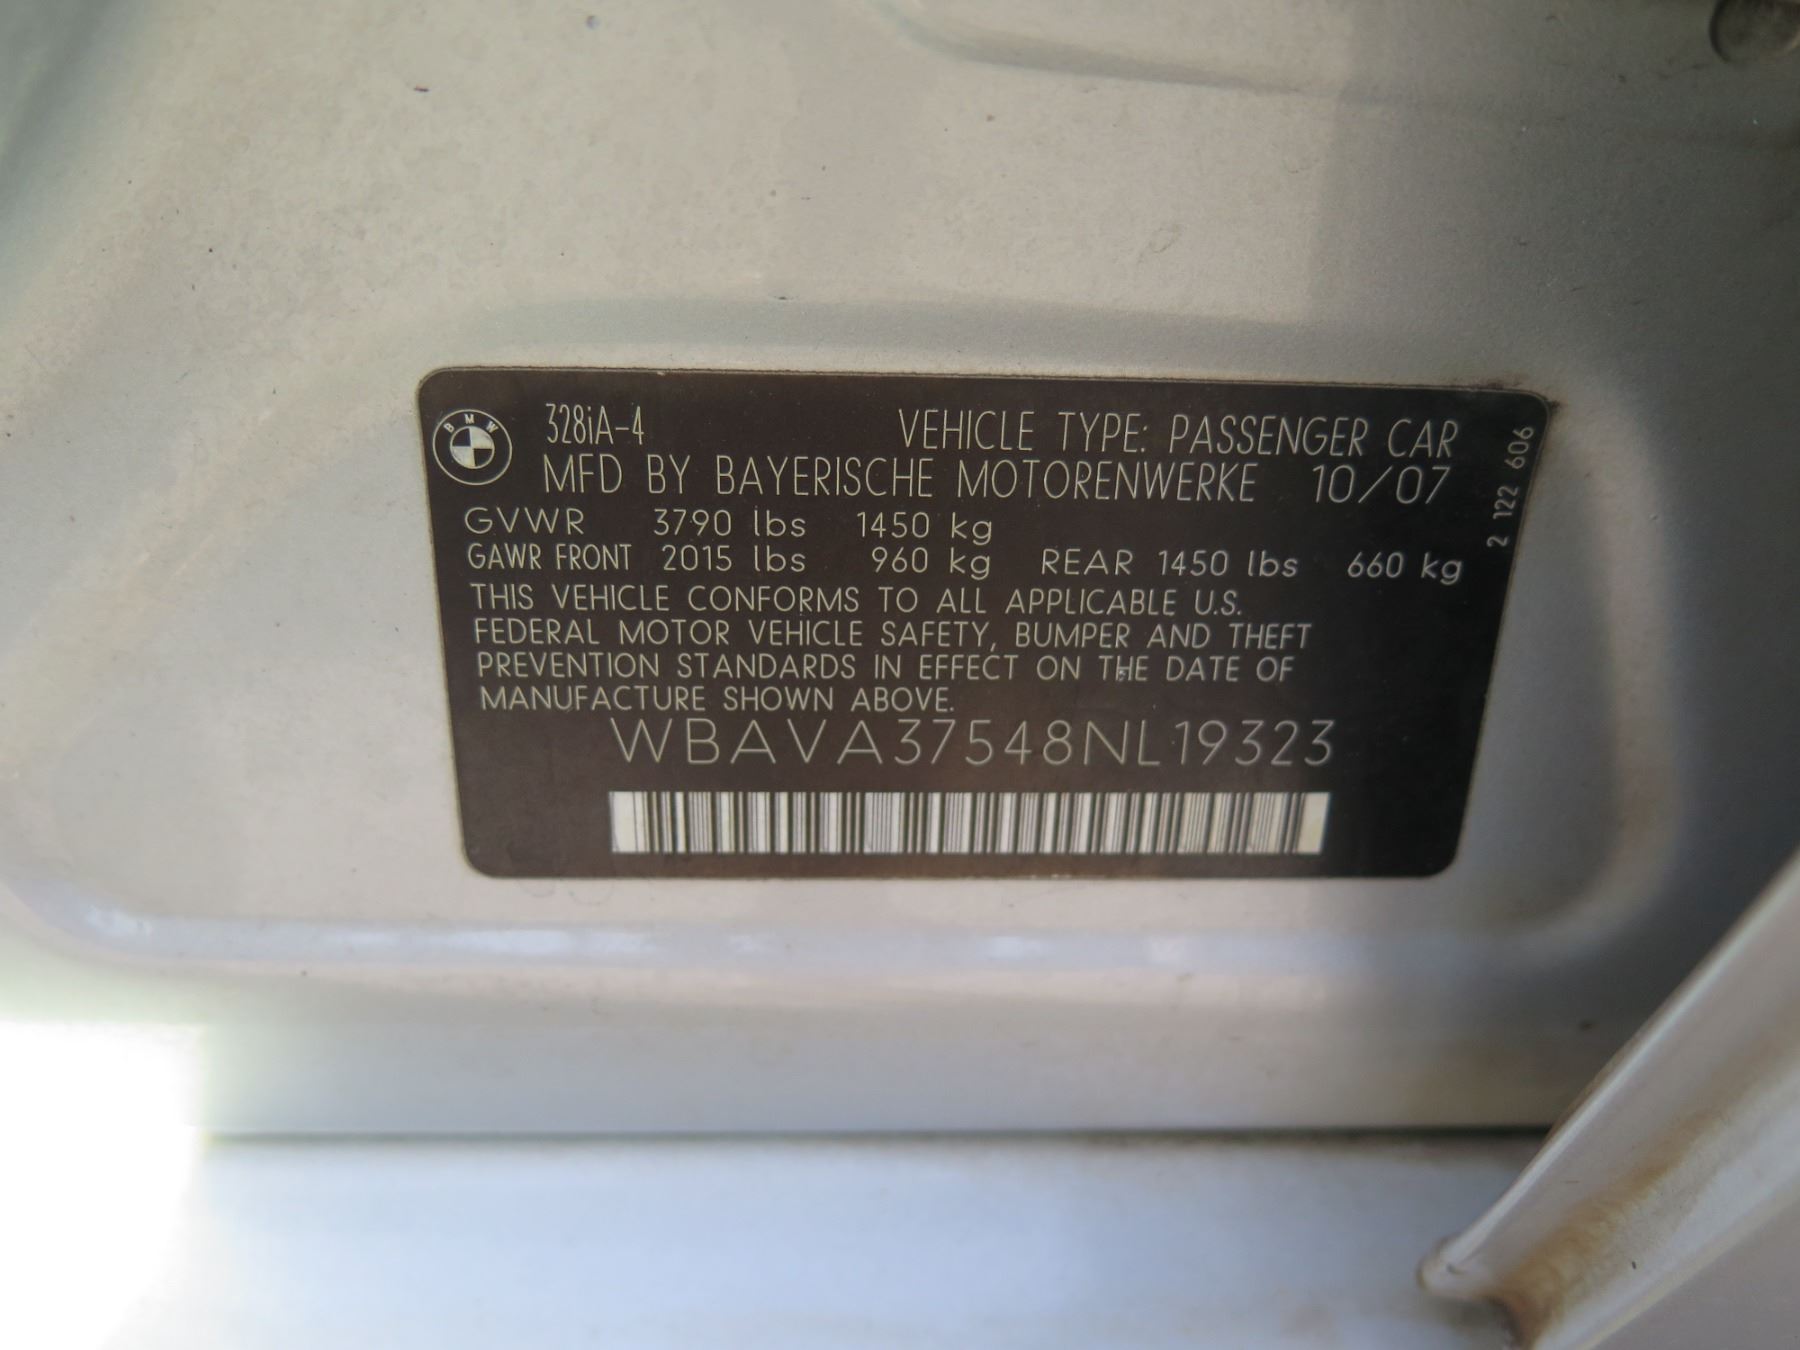 BMW
328iA-4 VEHICLE TYPE: PASSENGER CAR
MFD BY BAYERISCHE MOTORENWERKE 10/07
GVWR 3790 lbs 1450 kg
GAWR FRONT 2015 lbs 960 kg REAR 1450 lbs 660 kg
THIS VEHICLE CONFORMS TO ALL APPLICABLE U.S.
FEDERAL MOTOR VEHICLE SAFETY, BUMPER AND THEFT
PREVENTION STANDARDS IN EFFECT ON THE DATE OF
MANUFACTURE SHOWN ABOVE.
WBAVA37548NL19323
2 122 606